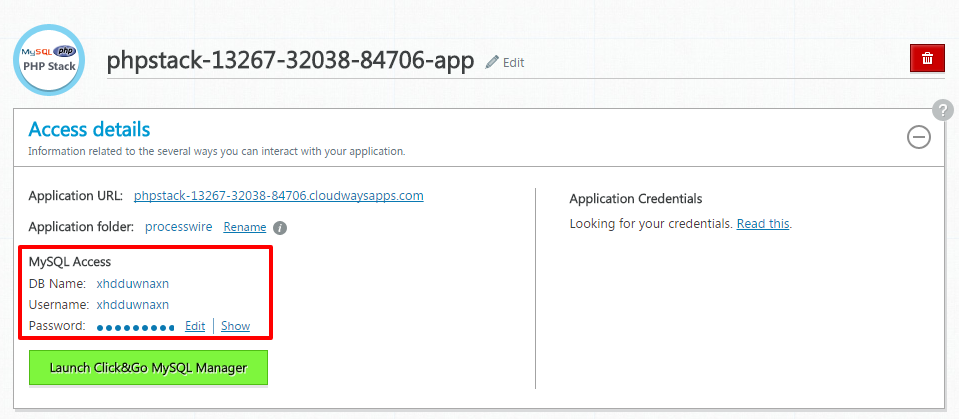 MySQL php
PHP Stack
phpstack-13267-32038-84706-app Edit
?
Access details
Information related to the several ways you can interact with your application.
Application URL: phpstack-13267-32038-84706.cloudwaysapps.com
Application Credentials
Looking for your credentials. Read this.
Application folder: processwire Rename i
MySQL Access
DB Name: xhdduwnaxn
Username: xhdduwnaxn
Password: ●●●●●●●●● Edit | Show
Launch Click&Go MySQL Manager